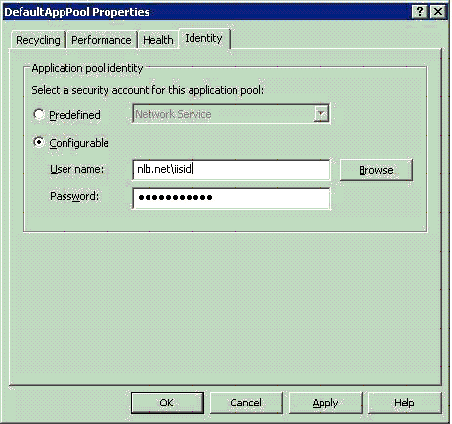 DefaultAppPool Properties
Recycling Performance Health Identity
Application pool identity
Select a security account for this application pool:
Predefined Network Service
Configurable
User name: nlb.net\iisid Browse
Password: ●●●●●●●●●●●
OK Cancel Apply Help